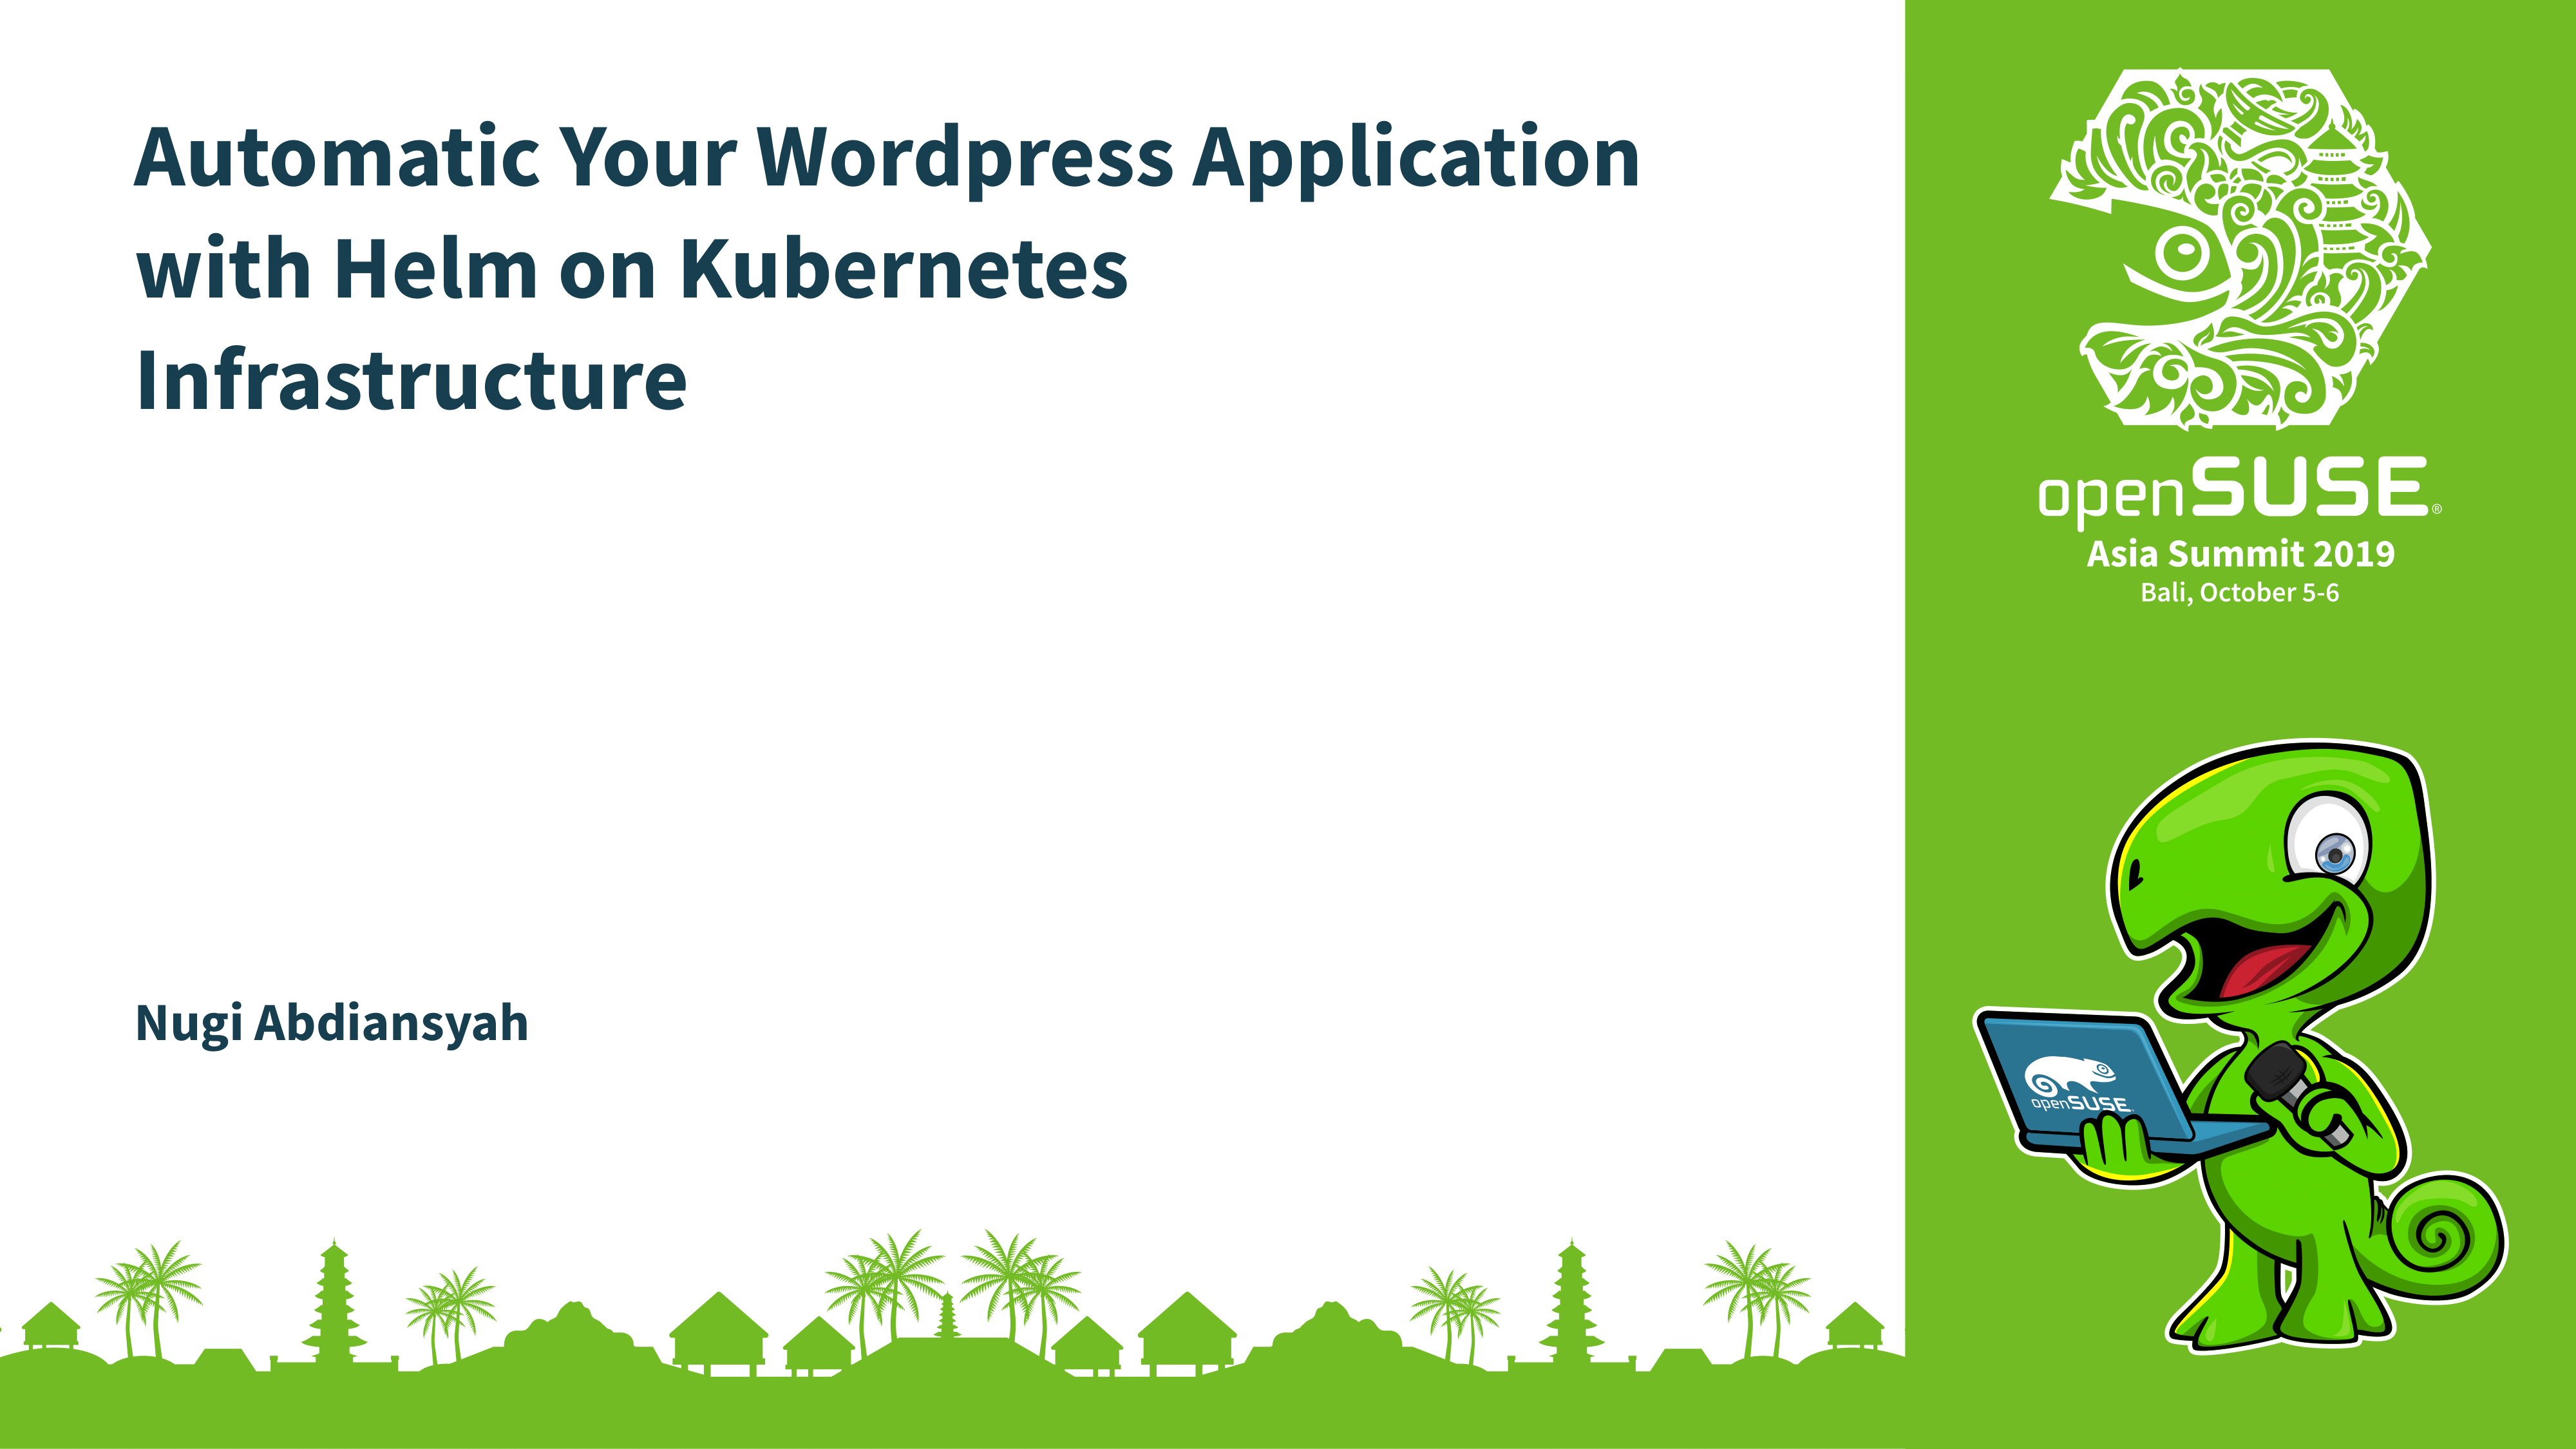 Automatic Your Wordpress Application
with Helm on Kubernetes
Infrastructure
Nugi Abdiansyah
openSUSE®
Asia Summit 2019
Bali, October 5-6
openSUSE